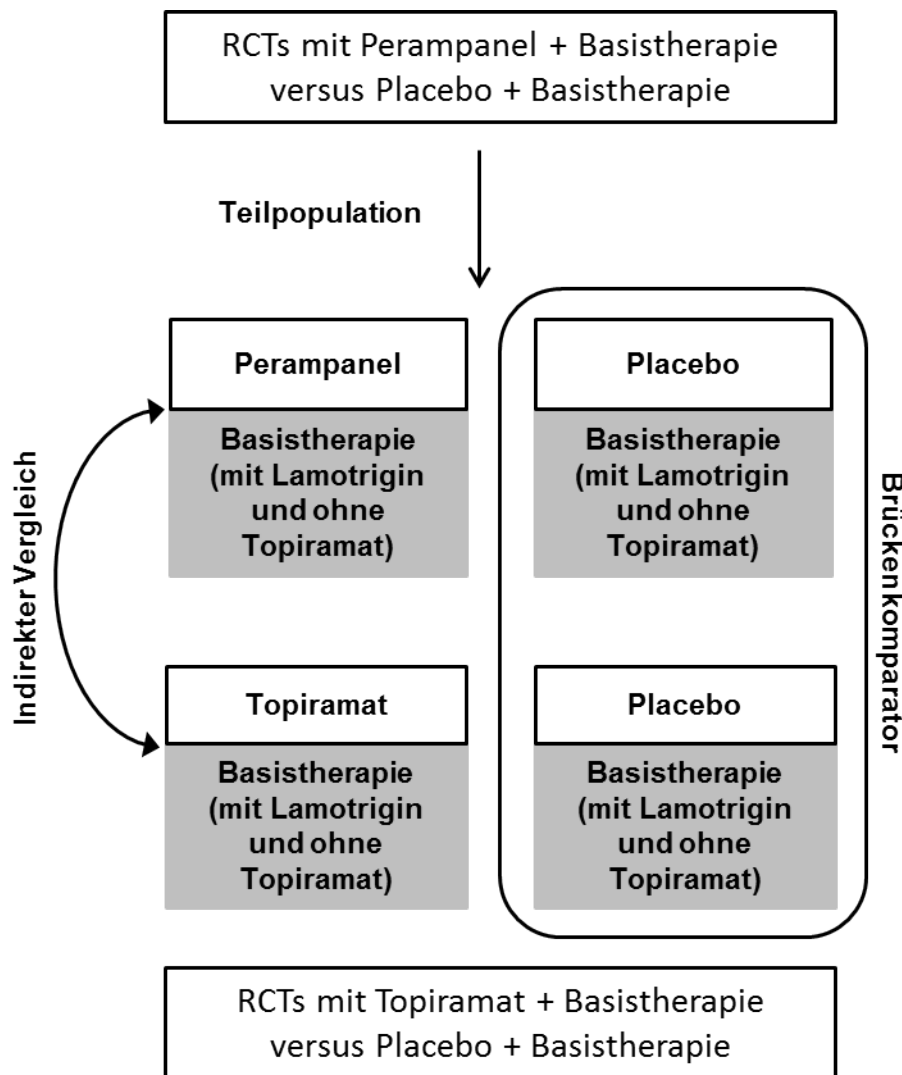 RCTs mit Perampanel + Basistherapie
versus Placebo + Basistherapie
Teilpopulation
Perampanel
Basistherapie
(mit Lamotrigin
und ohne
Topiramat)
Placebo
Basistherapie
(mit Lamotrigin
und ohne
Topiramat)
Indirekter Vergleich
Brückenkomparator
Topiramat
Basistherapie
(mit Lamotrigin
und ohne
Topiramat)
Placebo
Basistherapie
(mit Lamotrigin
und ohne
Topiramat)
RCTs mit Topiramat + Basistherapie
versus Placebo + Basistherapie